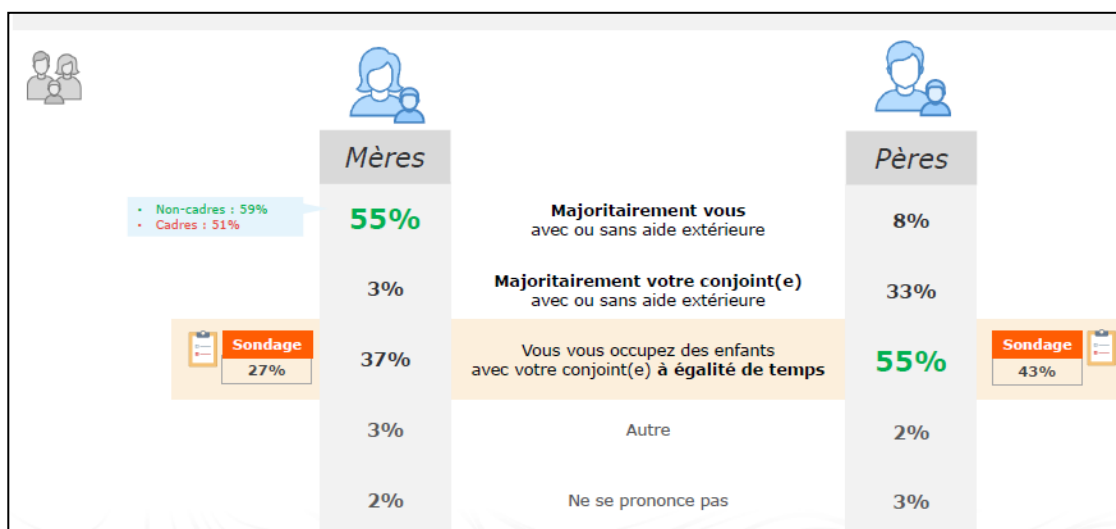 Mères
Pères
• Non-cadres : 59%
• Cadres : 51%
55%
Majoritairement vous
avec ou sans aide extérieure
8%
3%
Majoritairement votre conjoint(e)
avec ou sans aide extérieure
33%
Sondage
27%
37%
Vous vous occupez des enfants
avec votre conjoint(e) à égalité de temps
55%
Sondage
43%
3%
Autre
2%
2%
Ne se prononce pas
3%